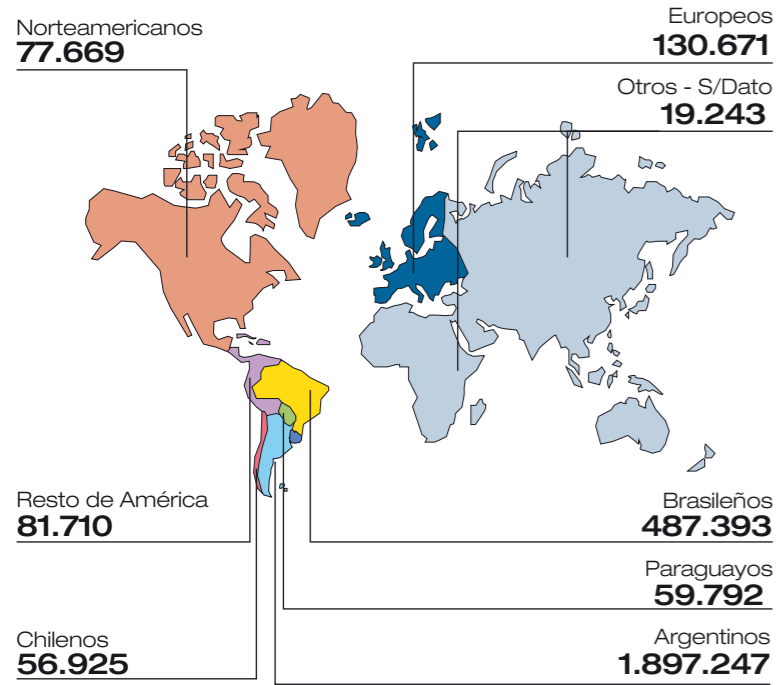 Norteamericanos
77.669
Europeos
130.671
Otros - S/Dato
19.243
Resto de América
81.710
Brasileños
487.393
Paraguayos
59.792
Chilenos
56.925
Argentinos
1.897.247